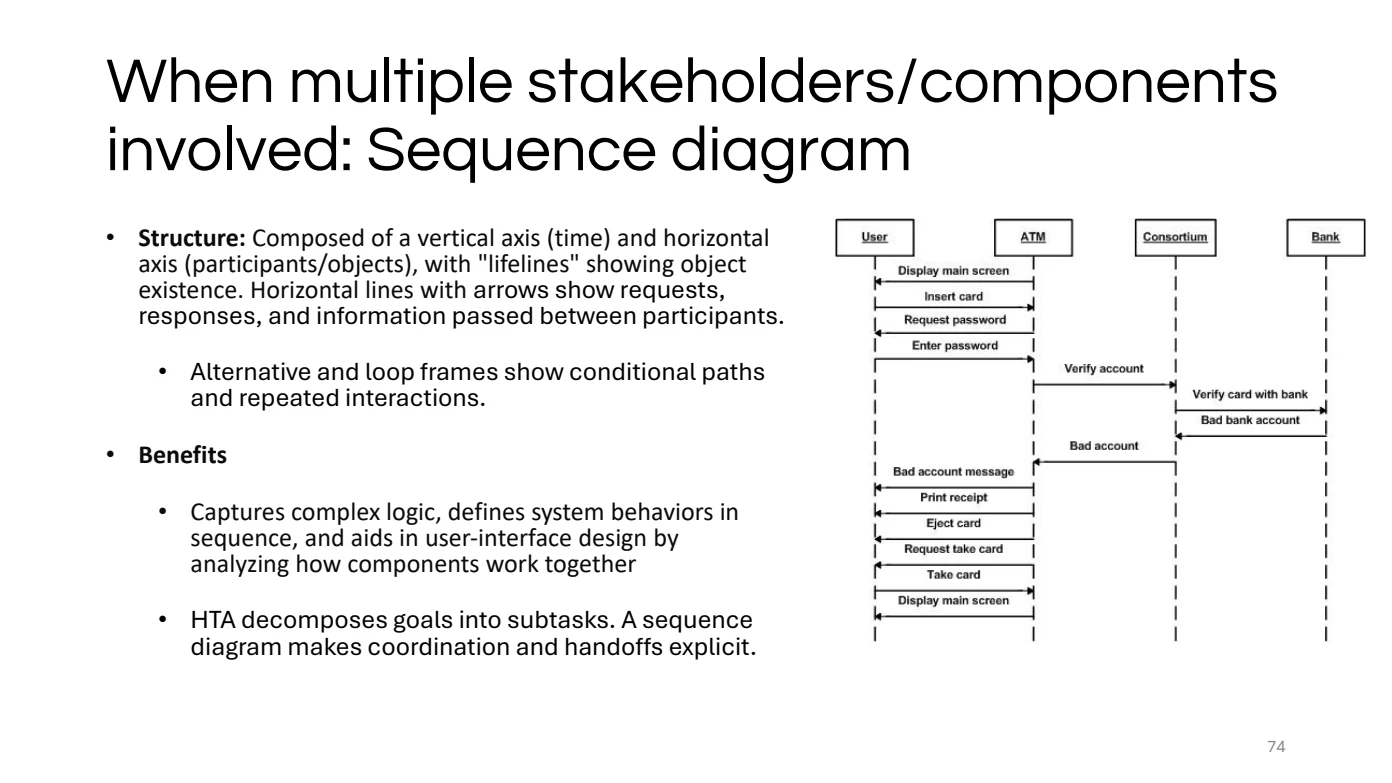 When multiple stakeholders/components
involved: Sequence diagram
• Structure: Composed of a vertical axis (time) and horizontal
axis (participants/objects), with "lifelines" showing object
existence. Horizontal lines with arrows show requests,
responses, and information passed between participants.
• Alternative and loop frames show conditional paths
and repeated interactions.
• Benefits
• Captures complex logic, defines system behaviors in
sequence, and aids in user-interface design by
analyzing how components work together
• HTA decomposes goals into subtasks. A sequence
diagram makes coordination and handoffs explicit.
User
ATM
Consortium
Bank
Display main screen
Insert card
Request password
Enter password
Verify account
Verify card with bank
Bad bank account
Bad account
Bad account message
Print receipt
Eject card
Request take card
Take card
Display main screen
74